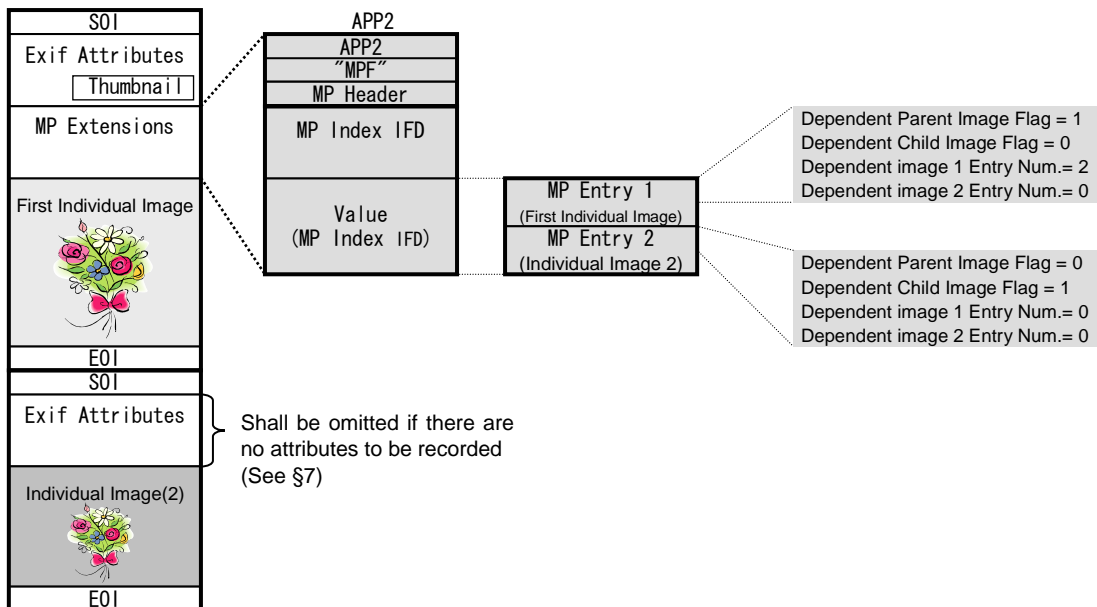 SOI
Exif Attributes
Thumbnail
MP Extensions
First Individual Image
EOI
SOI
Exif Attributes
Individual Image(2)
EOI
APP2
APP2
"MPF"
MP Header
MP Index IFD
Value
(MP Index IFD)
MP Entry 1
(First Individual Image)
MP Entry 2
(Individual Image 2)
Dependent Parent Image Flag = 1
Dependent Child Image Flag = 0
Dependent image 1 Entry Num.= 2
Dependent image 2 Entry Num.= 0
Dependent Parent Image Flag = 0
Dependent Child Image Flag = 1
Dependent image 1 Entry Num.= 0
Dependent image 2 Entry Num.= 0
Shall be omitted if there are
no attributes to be recorded
(See §7)